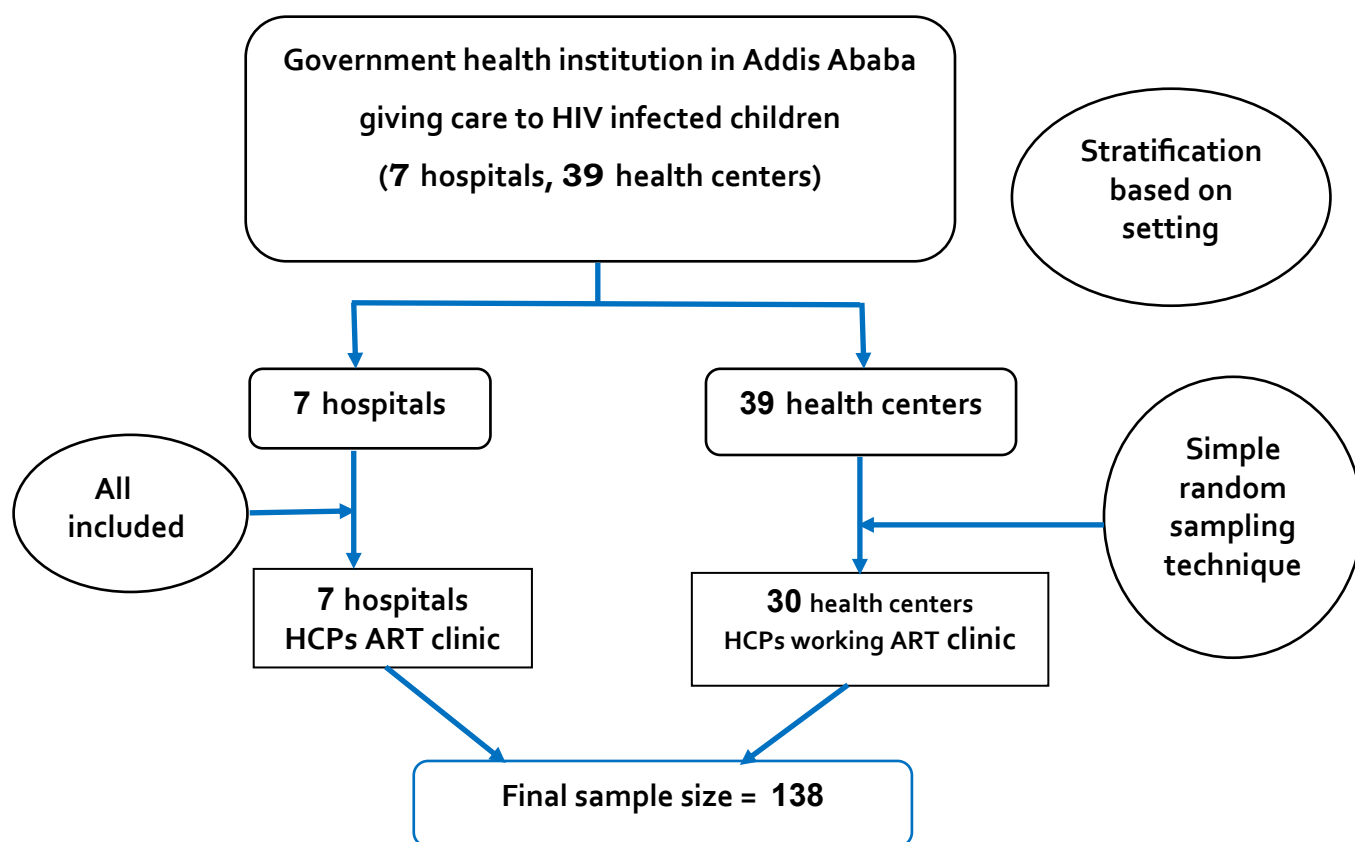 Government health institution in Addis Ababa
giving care to HIV infected children
(7 hospitals, 39 health centers)
Stratification
based on
setting
7 hospitals
39 health centers
All
included
Simple
random
sampling
technique
7 hospitals
HCPs ART clinic
30 health centers
HCPs working ART clinic
Final sample size = 138